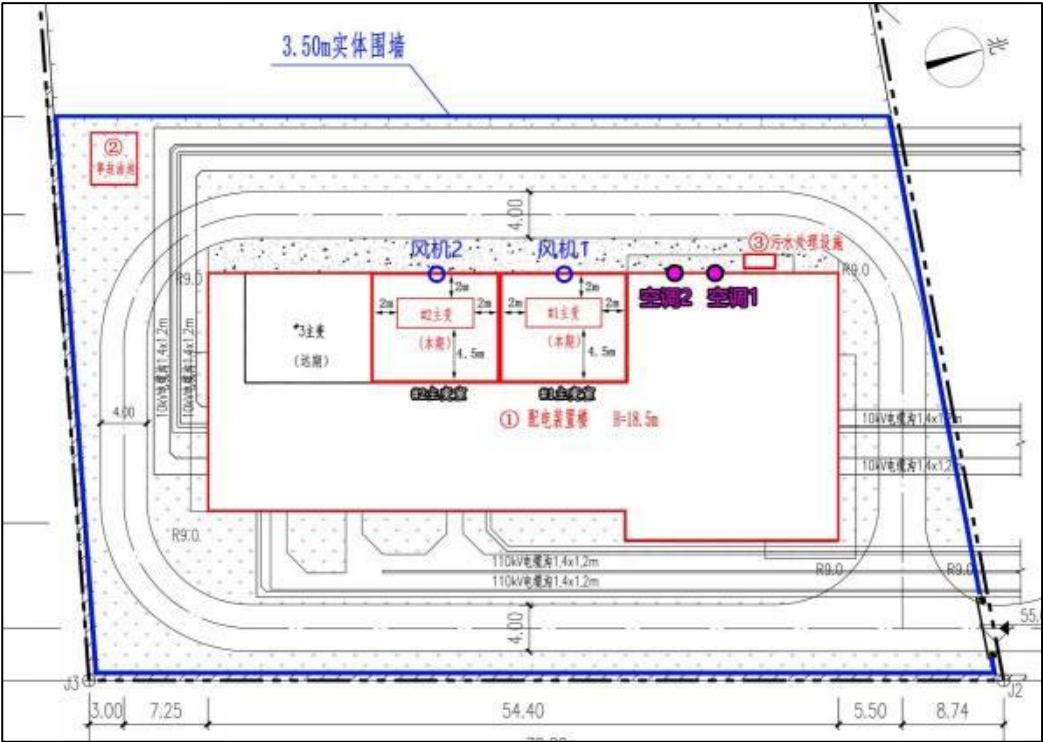 3.50m实体围墙
北
②
事故油池
4.00
风机2
风机1
③污水处理设施
R9.0
R9.0
空调2
空调1
2m
2m
2m
2m
2m
2m
#2主变
#1主变
*3主变
(本期)
(本期)
(远期)
4.5m
4.5m
10kV电缆沟1.4x1.2m
10kV电缆沟1.4x1.2m
#2主变室
#1主变室
4.00
① 配电装置楼 H=18.5m
10kV电缆沟1.4x1.2m
10kV电缆沟1.4x1.2m
R9.0
110kV电缆沟1.4x1.2m
110kV电缆沟1.4x1.2m
R9.0
R9.0
4.00
55.
J3
J2
3.00
7.25
54.40
5.50
8.74